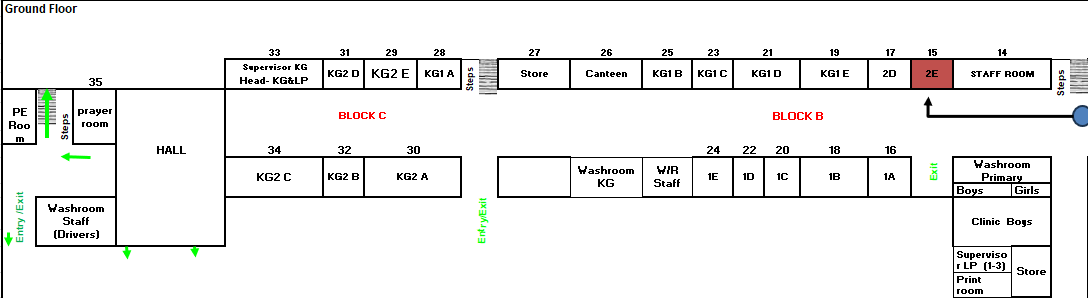 Ground Floor
33 31 29 28 27 26 25 23 21 19 17 15 14
Supervisor KG
Head- KG&LP
KG2 D
KG2 E
KG1 A
Steps
Store
Canteen
KG1 B
KG1 C
KG1 D
KG1 E
2D
2E
STAFF ROOM
Steps
35
PE
Roo
m
Steps
prayer
room
HALL
BLOCK C
BLOCK B
34 32 30 24 22 20 18 16
KG2 C
KG2 B
KG2 A
Washroom
KG
W/R
Staff
1E
1D
1C
1B
1A
Exit
Washroom
Primary
Boys Girls
Entry /Exit
Washroom
Staff
(Drivers)
Entry/Exit
Clinic Boys
Superviso
r LP (1-3)
Print
room
Store